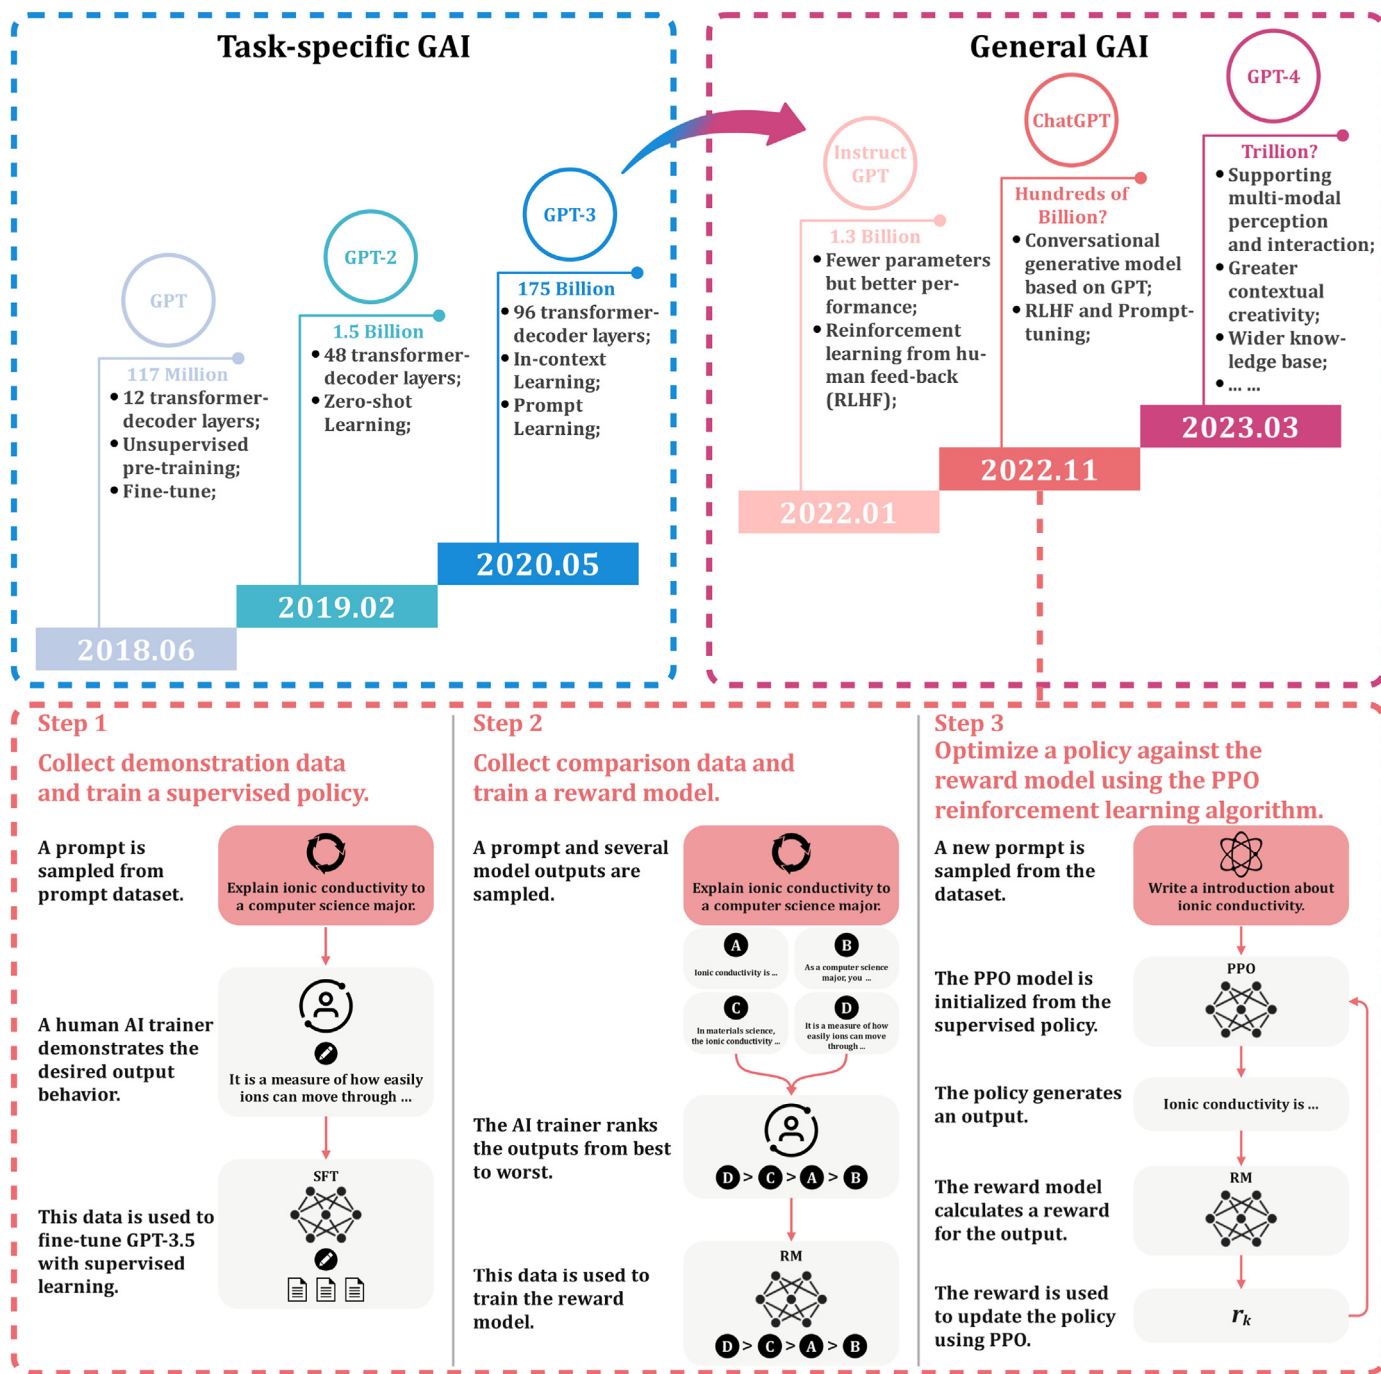 Task-specific GAI
GPT
117 Million
• 12 transformer-
decoder layers;
• Unsupervised
pre-training;
• Fine-tune;
2018.06
GPT-2
1.5 Billion
• 48 transformer-
decoder layers;
• Zero-shot
Learning;
2019.02
GPT-3
175 Billion
• 96 transformer-
decoder layers;
• In-context
Learning;
• Prompt
Learning;
2020.05
General GAI
Instruct
GPT
1.3 Billion
• Fewer parameters
but better per-
formance;
• Reinforcement
learning from hu-
man feed-back
(RLHF);
2022.01
ChatGPT
Hundreds of
Billion?
• Conversational
generative model
based on GPT;
• RLHF and Prompt-
tuning;
2022.11
GPT-4
Trillion?
• Supporting
multi-modal
perception
and interaction;
• Greater
contextual
creativity;
• Wider know-
ledge base;
• ... ...
2023.03
Step 1
Collect demonstration data
and train a supervised policy.
A prompt is
sampled from
prompt dataset.
Explain ionic conductivity to
a computer science major.
A human AI trainer
demonstrates the
desired output
behavior.
It is a measure of how easily
ions can move through ...
This data is used to
fine-tune GPT-3.5
with supervised
learning.
SFT
Step 2
Collect comparison data and
train a reward model.
A prompt and several
model outputs are
sampled.
Explain ionic conductivity to
a computer science major.
A
Ionic conductivity is ...
B
As a computer science
major, you ...
C
In materials science,
the ionic conductivity ...
D
It is a measure of how
easily ions can move
through ...
The AI trainer ranks
the outputs from best
to worst.
D > C > A > B
This data is used to
train the reward
model.
RM
D > C > A > B
Step 3
Optimize a policy against the
reward model using the PPO
reinforcement learning algorithm.
A new pormpt is
sampled from the
dataset.
Write a introduction about
ionic conductivity.
The PPO model is
initialized from the
supervised policy.
PPO
The policy generates
an output.
Ionic conductivity is ...
The reward model
calculates a reward
for the output.
RM
The reward is used
to update the policy
using PPO.
rₖ